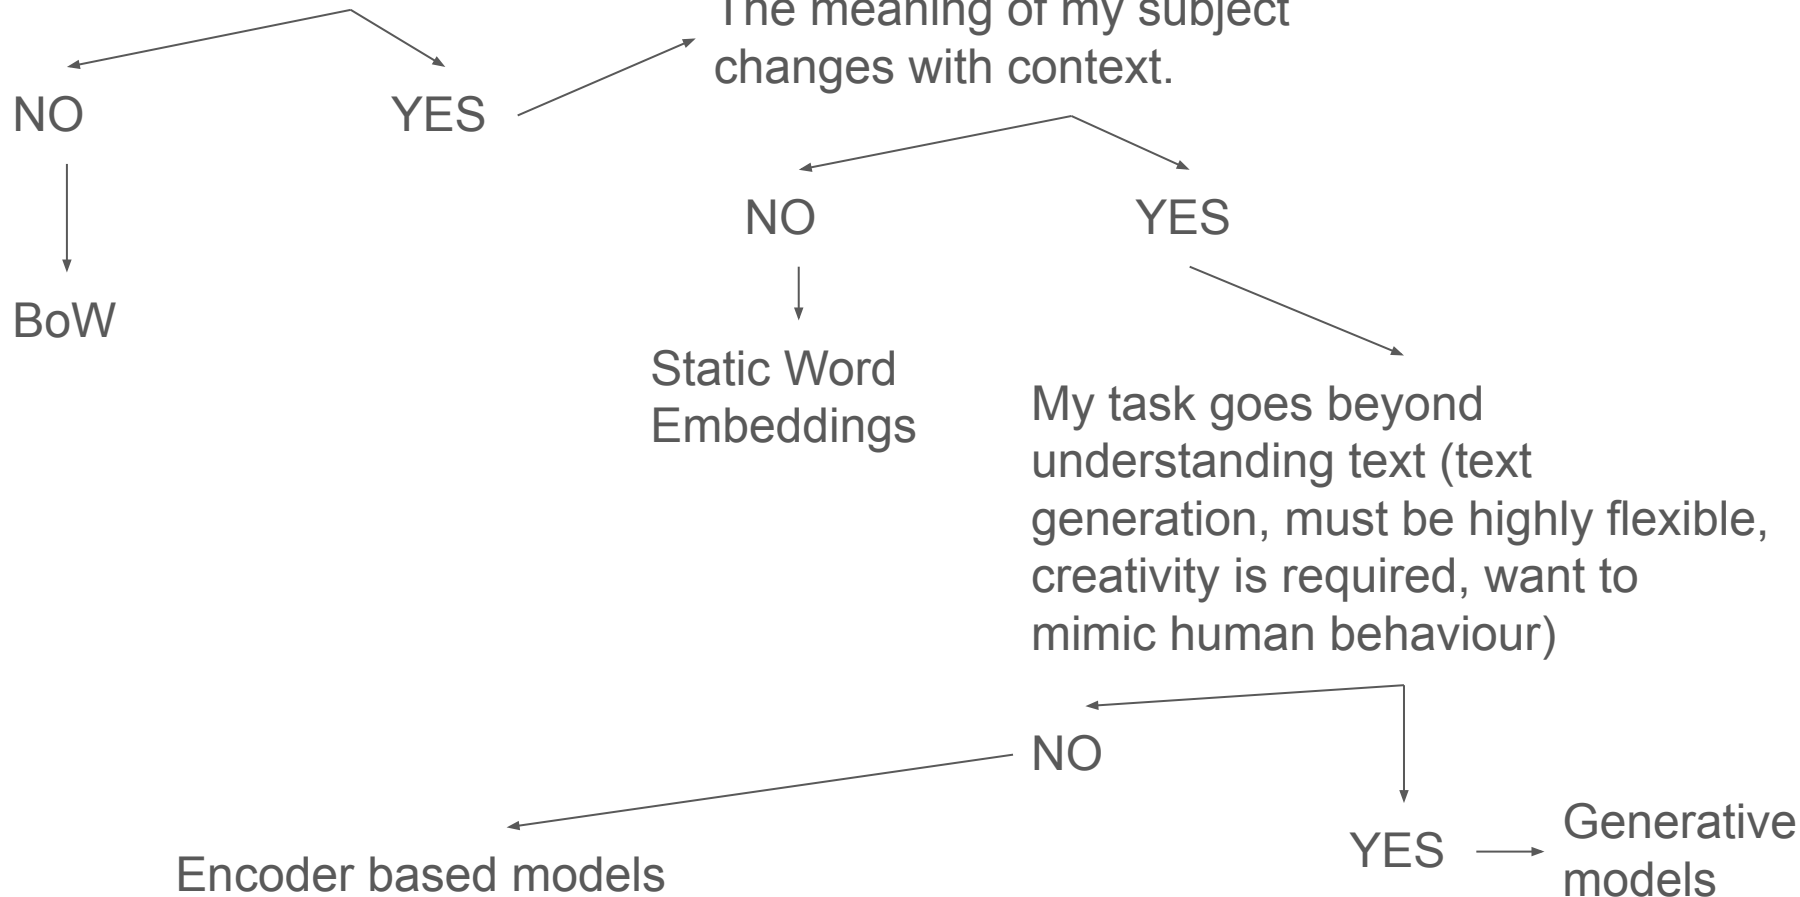 The meaning of my subject
changes with context.
NO
YES
NO
YES
BoW
Static Word
Embeddings
My task goes beyond
understanding text (text
generation, must be highly flexible,
creativity is required, want to
mimic human behaviour)
NO
YES
Generative
models
Encoder based models